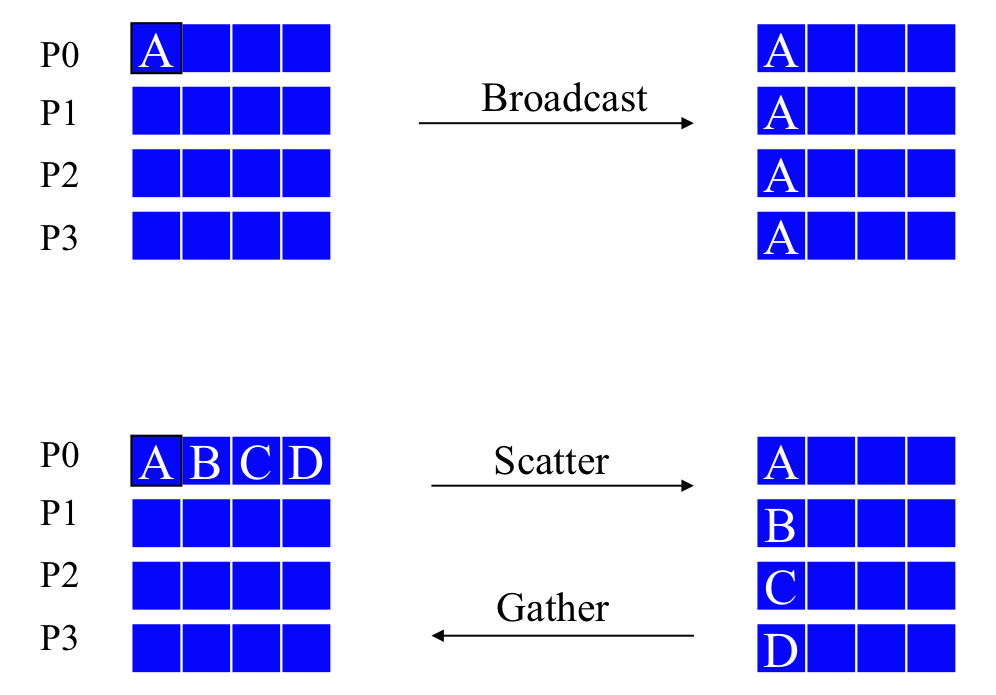 P0 A A
Broadcast
P1 A
P2 A
P3 A
P0 A B C D Scatter A
P1 B
P2 C
Gather
P3 D